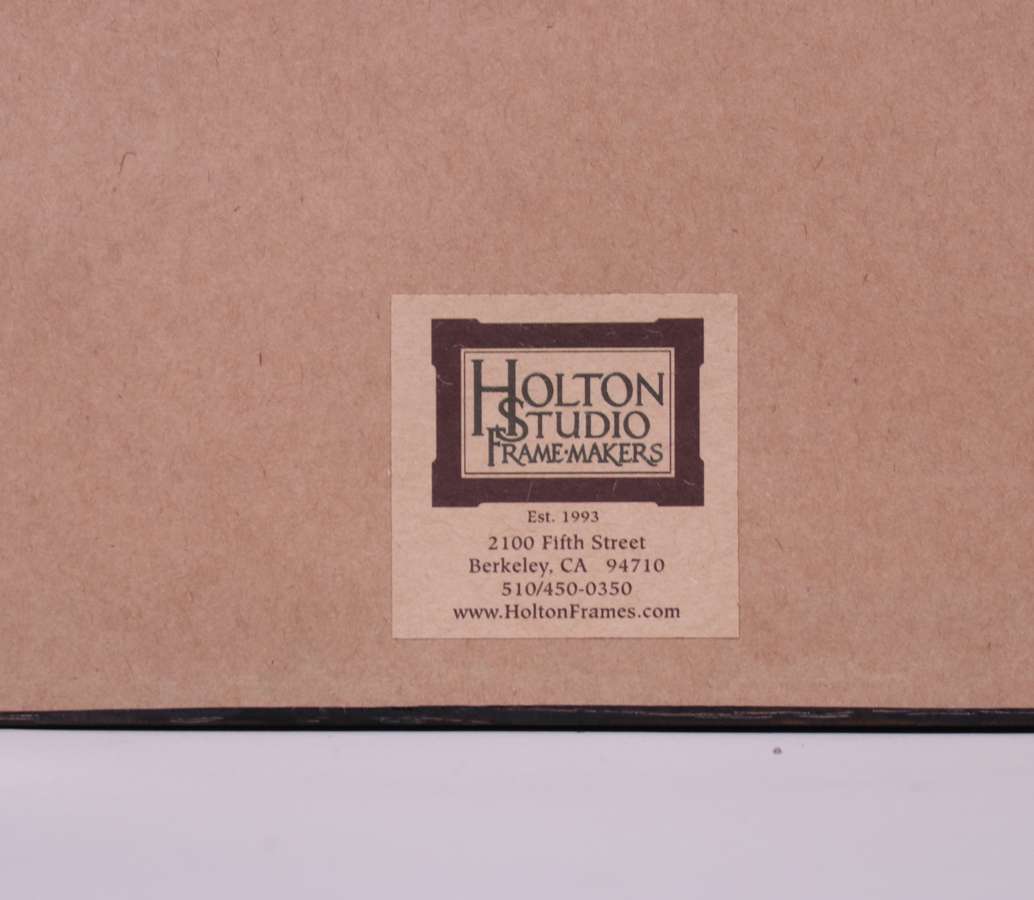 HOLTON
STUDIO
FRAME·MAKERS
Est. 1993
2100 Fifth Street
Berkeley, CA 94710
510/450-0350
www.HoltonFrames.com